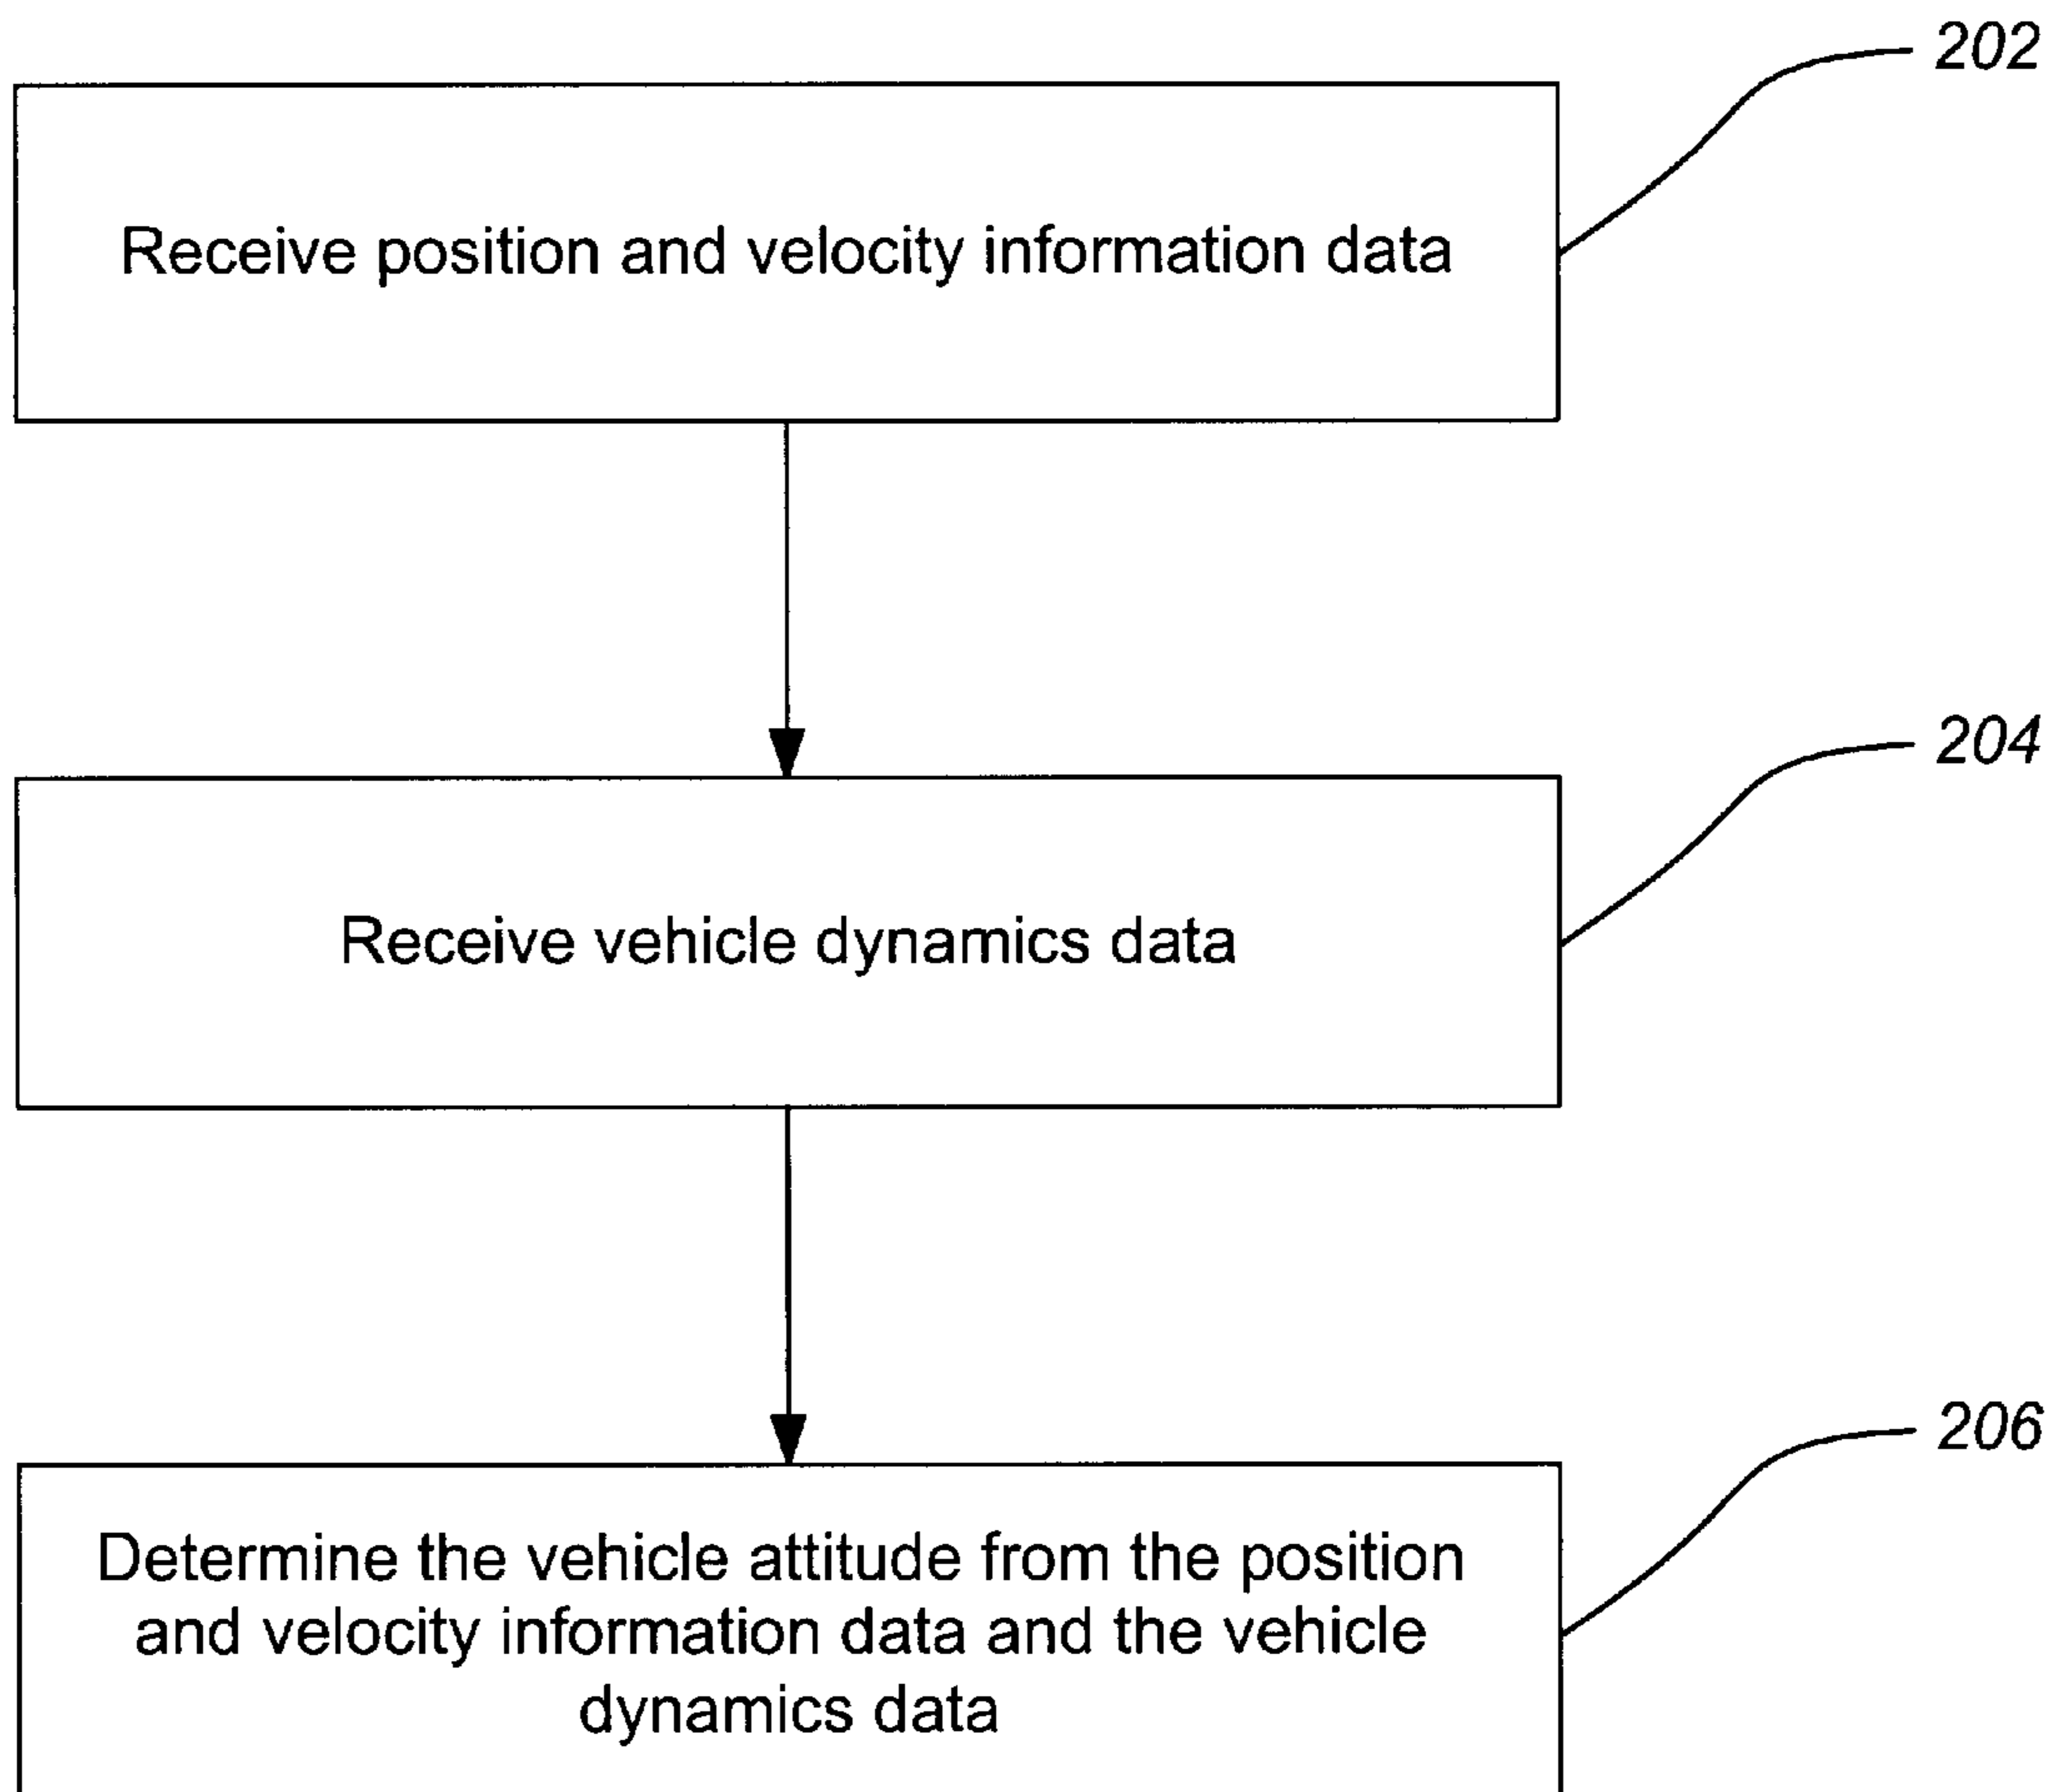 202
Receive position and velocity information data
204
Receive vehicle dynamics data
206
Determine the vehicle attitude from the position
and velocity information data and the vehicle
dynamics data